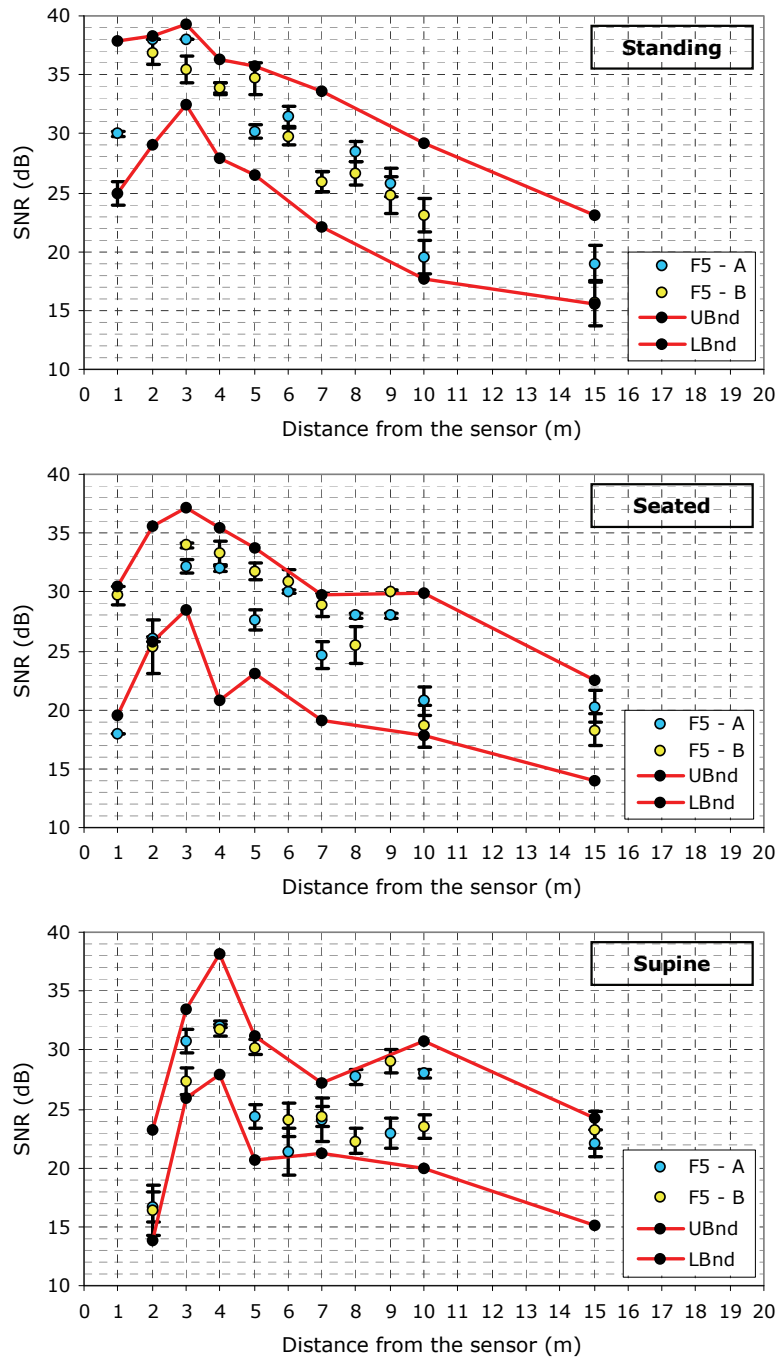 40
35
30
25
20
15
10
SNR (dB)
Standing
F5 - A
F5 - B
UBnd
LBnd
0 1 2 3 4 5 6 7 8 9 10 11 12 13 14 15 16 17 18 19 20
Distance from the sensor (m)
40
35
30
25
20
15
10
SNR (dB)
Seated
F5 - A
F5 - B
UBnd
LBnd
0 1 2 3 4 5 6 7 8 9 10 11 12 13 14 15 16 17 18 19 20
Distance from the sensor (m)
40
35
30
25
20
15
10
SNR (dB)
Supine
F5 - A
F5 - B
UBnd
LBnd
0 1 2 3 4 5 6 7 8 9 10 11 12 13 14 15 16 17 18 19 20
Distance from the sensor (m)